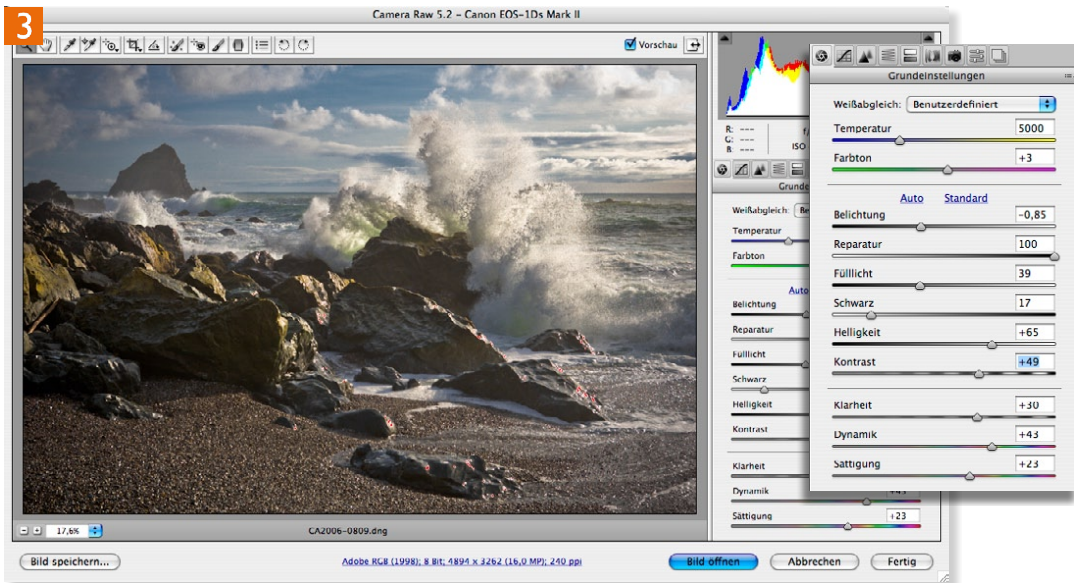 3
Camera Raw 5.2 – Canon EOS-1Ds Mark II
Vorschau
R: ---
G: ---
B: ---
f/
ISO
Grunde
Weißabgleich: Be
Temperatur
Farbton
Auto
Belichtung
Reparatur
Fülllicht
Schwarz
Helligkeit
Kontrast
Klarheit
Dynamik +43
Sättigung +23
Grundeinstellungen
Weißabgleich: Benutzerdefiniert
Temperatur 5000
Farbton +3
Auto Standard
Belichtung -0,85
Reparatur 100
Fülllicht 39
Schwarz 17
Helligkeit +65
Kontrast +49
Klarheit +30
Dynamik +43
Sättigung +23
17,6% CA2006-0809.dng
Bild speichern... Adobe RGB (1998); 8 Bit; 4894 x 3262 (16,0 MP); 240 ppi Bild öffnen Abbrechen Fertig